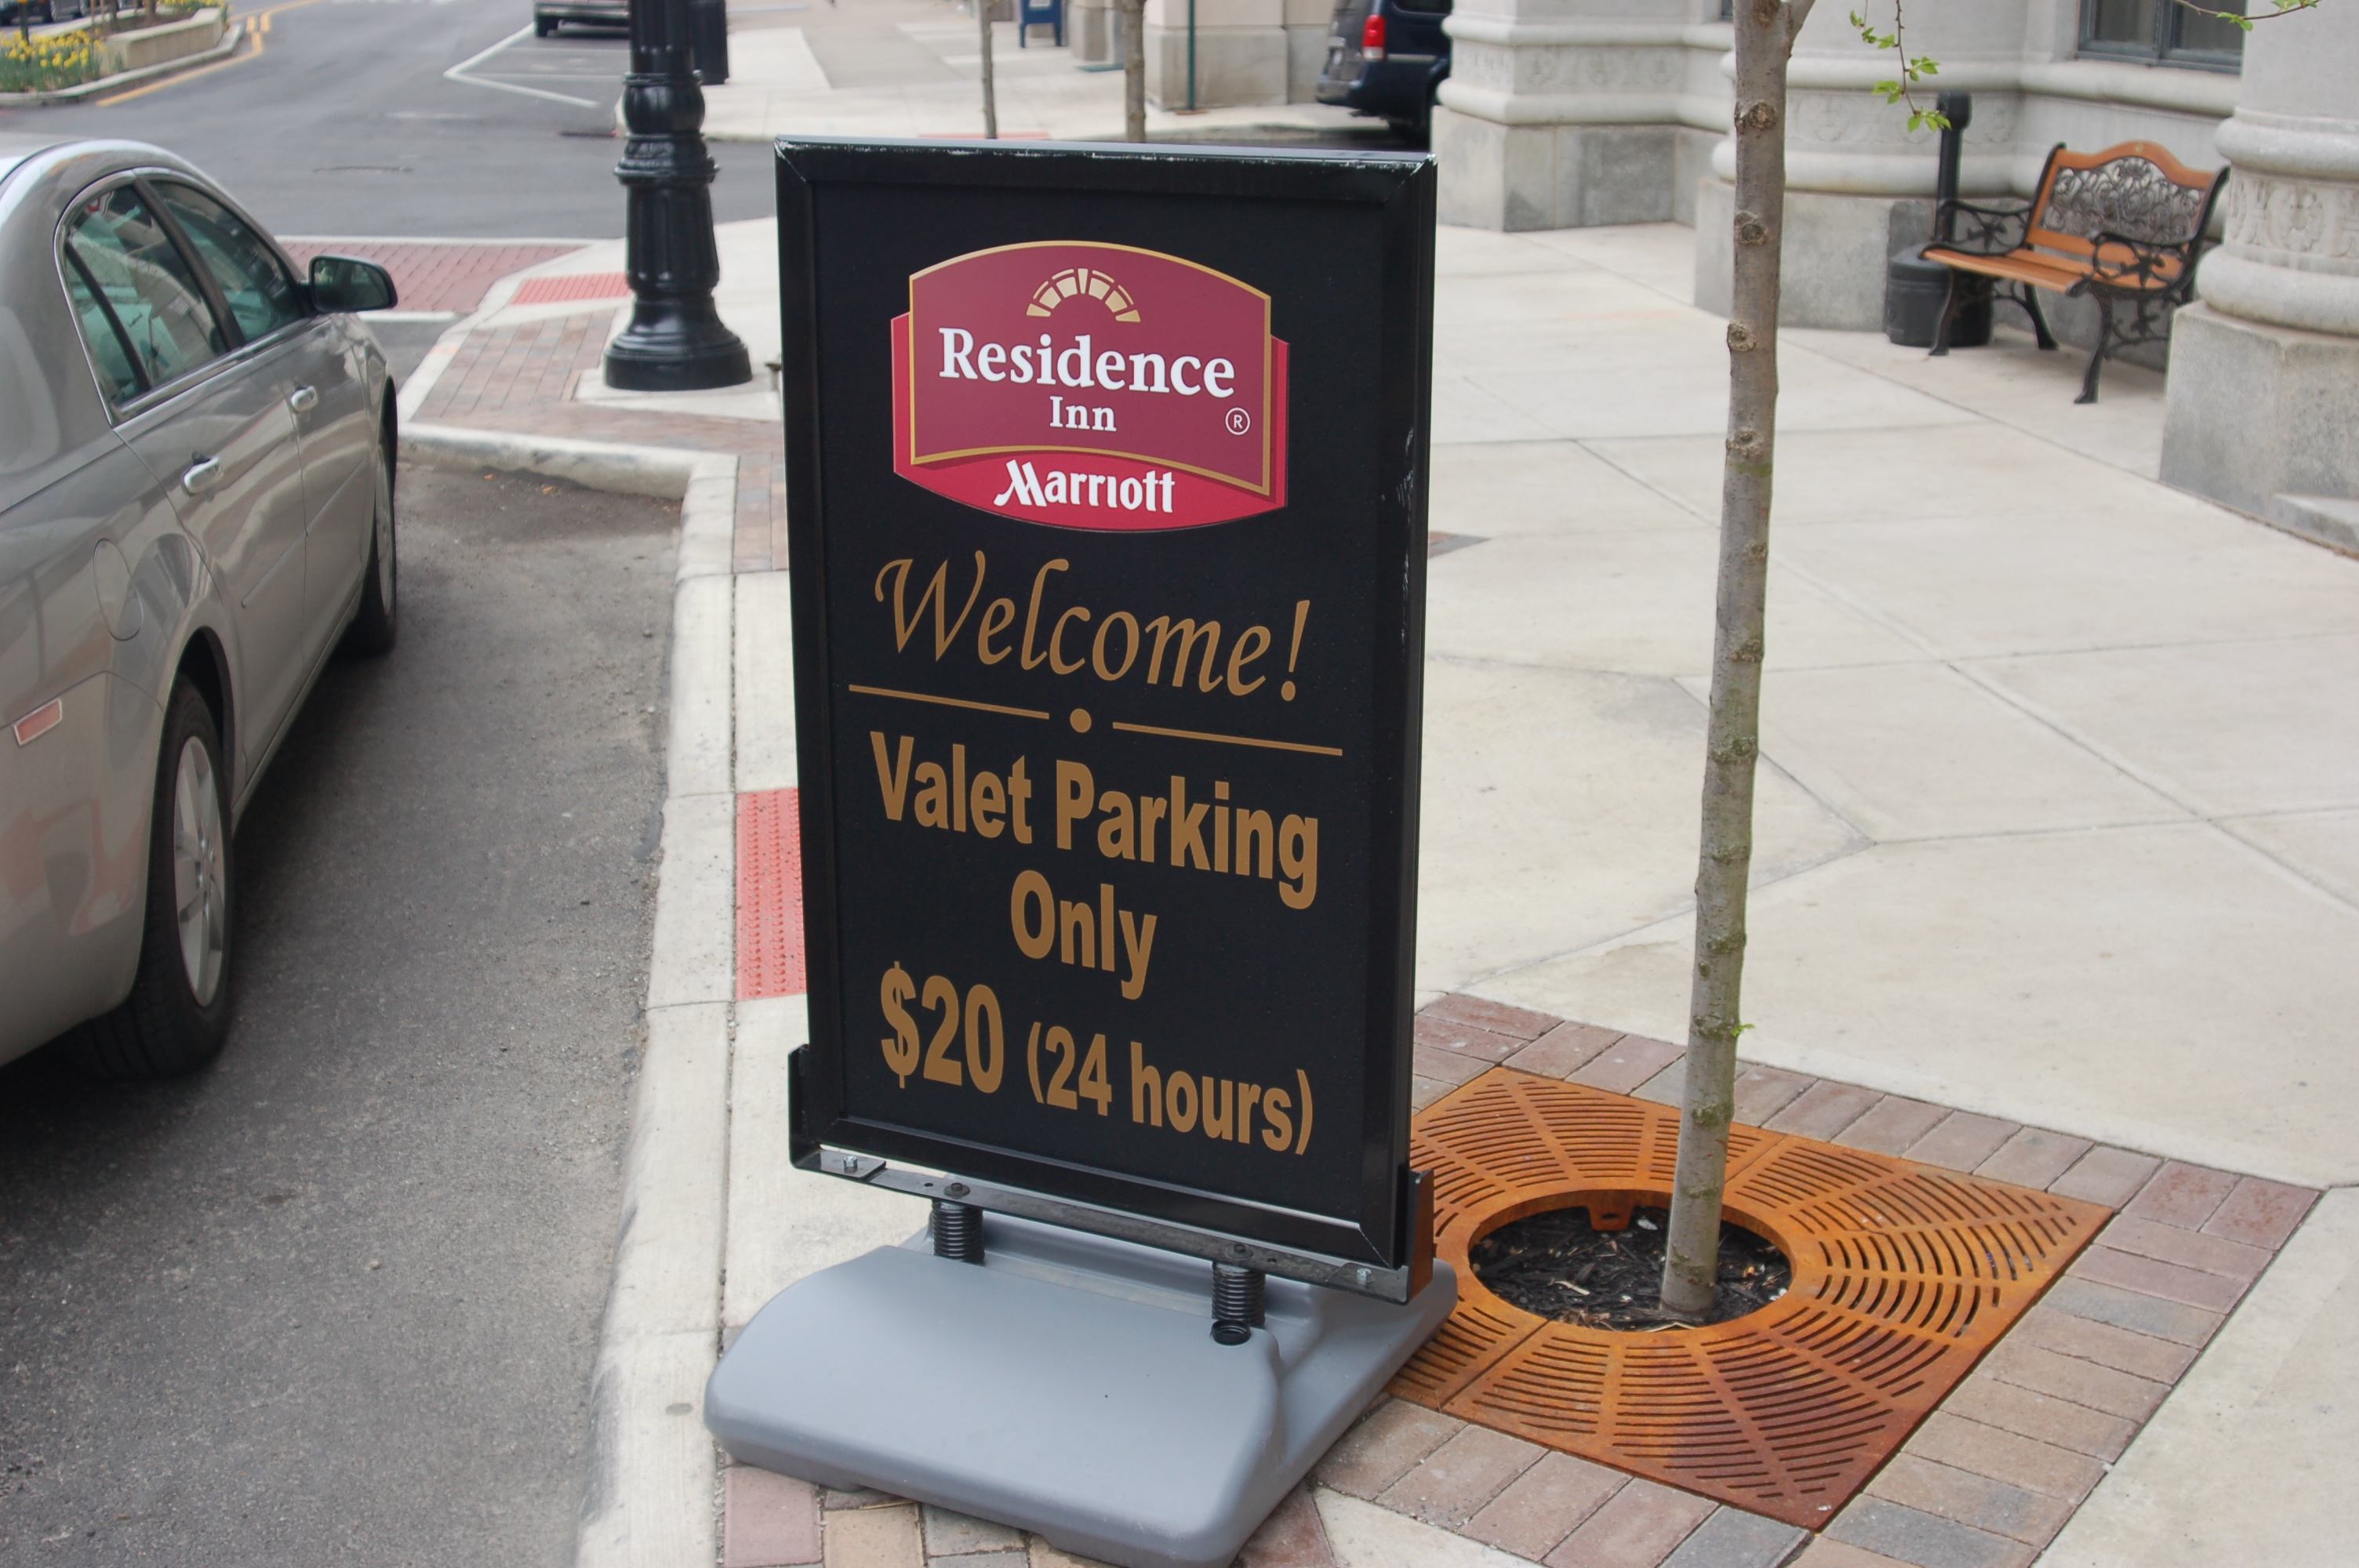 Residence
Inn ®
Marriott
Welcome!
Valet Parking
Only
$20 (24 hours)